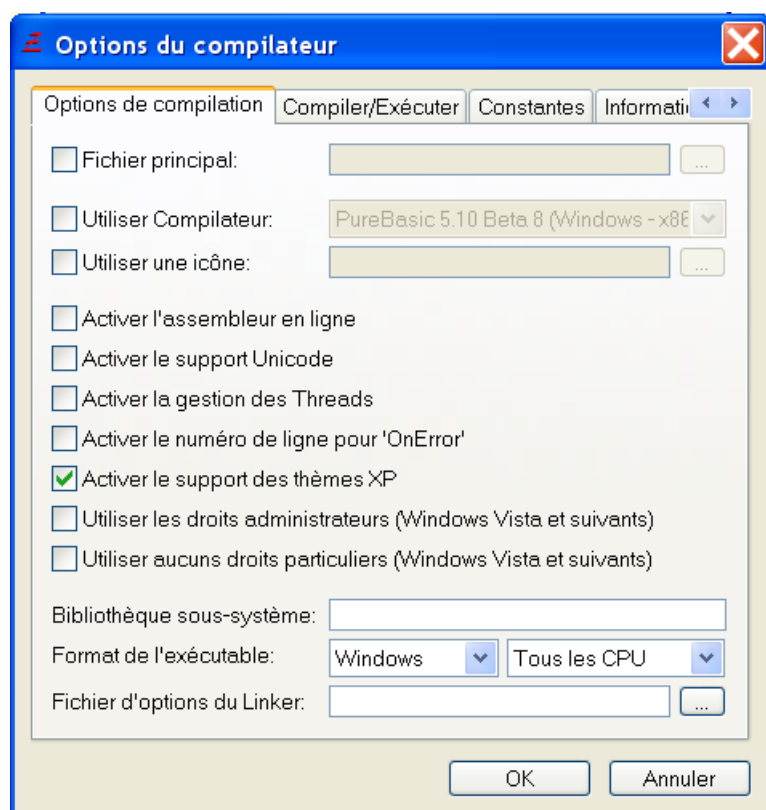 Options du compilateur
Options de compilation Compiler/Exécuter Constantes Informati
Fichier principal: ...
Utiliser Compilateur: PureBasic 5.10 Beta 8 (Windows - x86
Utiliser une icône: ...
Activer l'assembleur en ligne
Activer le support Unicode
Activer la gestion des Threads
Activer le numéro de ligne pour 'OnError'
Activer le support des thèmes XP
Utiliser les droits administrateurs (Windows Vista et suivants)
Utiliser aucuns droits particuliers (Windows Vista et suivants)
Bibliothèque sous-système:
Format de l'exécutable: Windows Tous les CPU
Fichier d'options du Linker: ...
OK Annuler